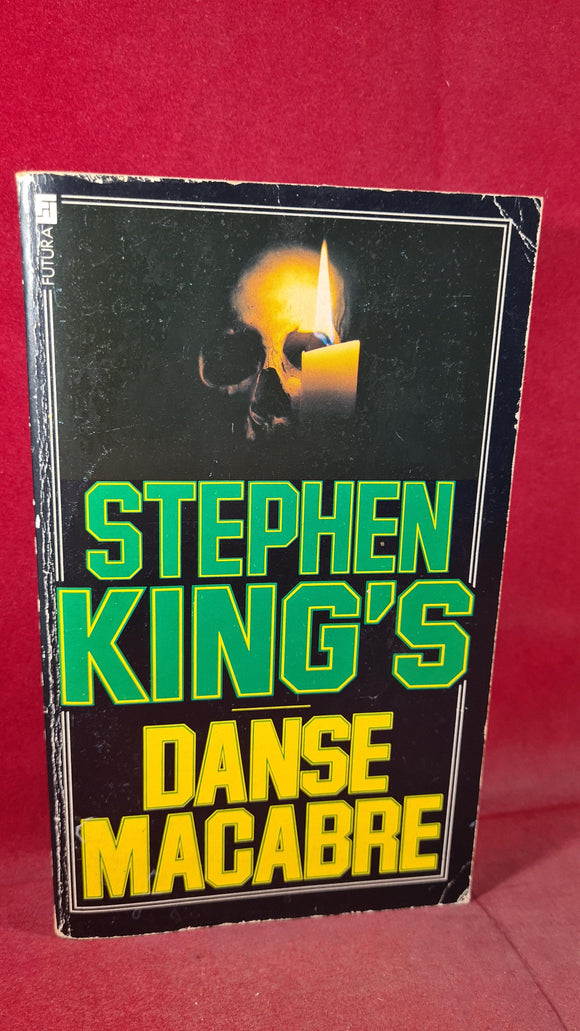 FUTURA
STEPHEN
KING'S
DANSE
MACABRE